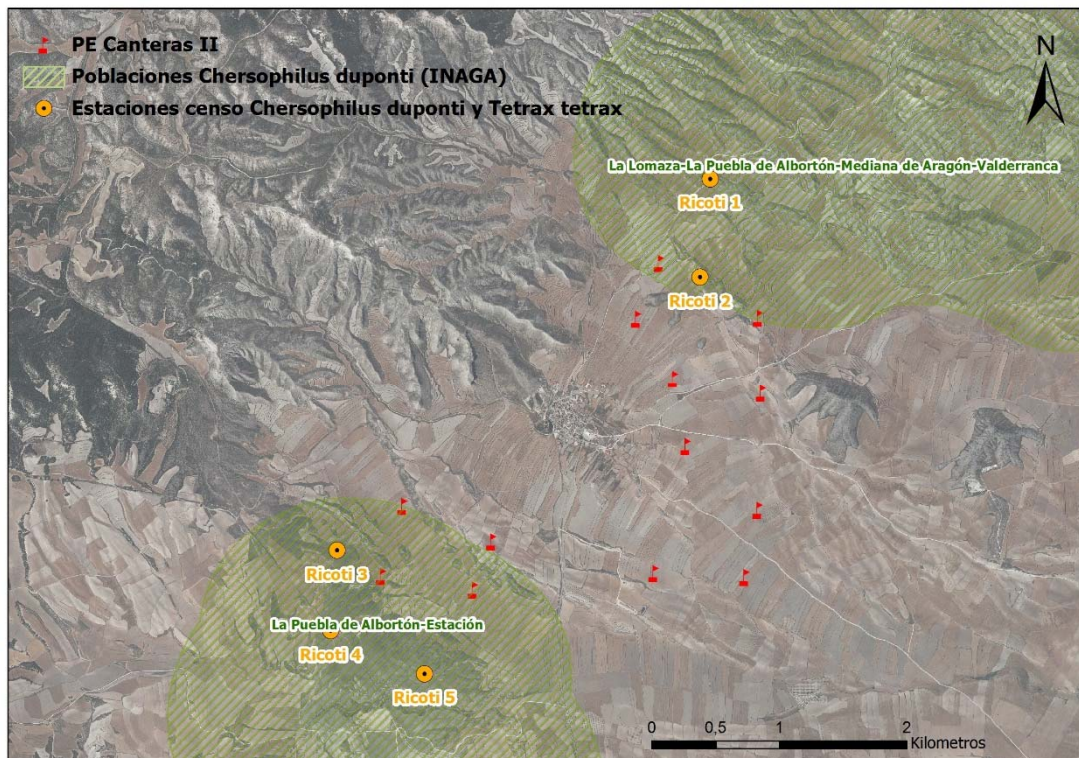 PE Canteras II
Poblaciones Chersophilus duponti (INAGA)
Estaciones censo Chersophilus duponti y Tetrax tetrax
N
La Lomaza-La Puebla de Albortón-Mediana de Aragón-Valderranca
Ricoti 1
Ricoti 2
Ricoti 3
La Puebla de Albortón-Estación
Ricoti 4
Ricoti 5
0 0,5 1 2
Kilometros